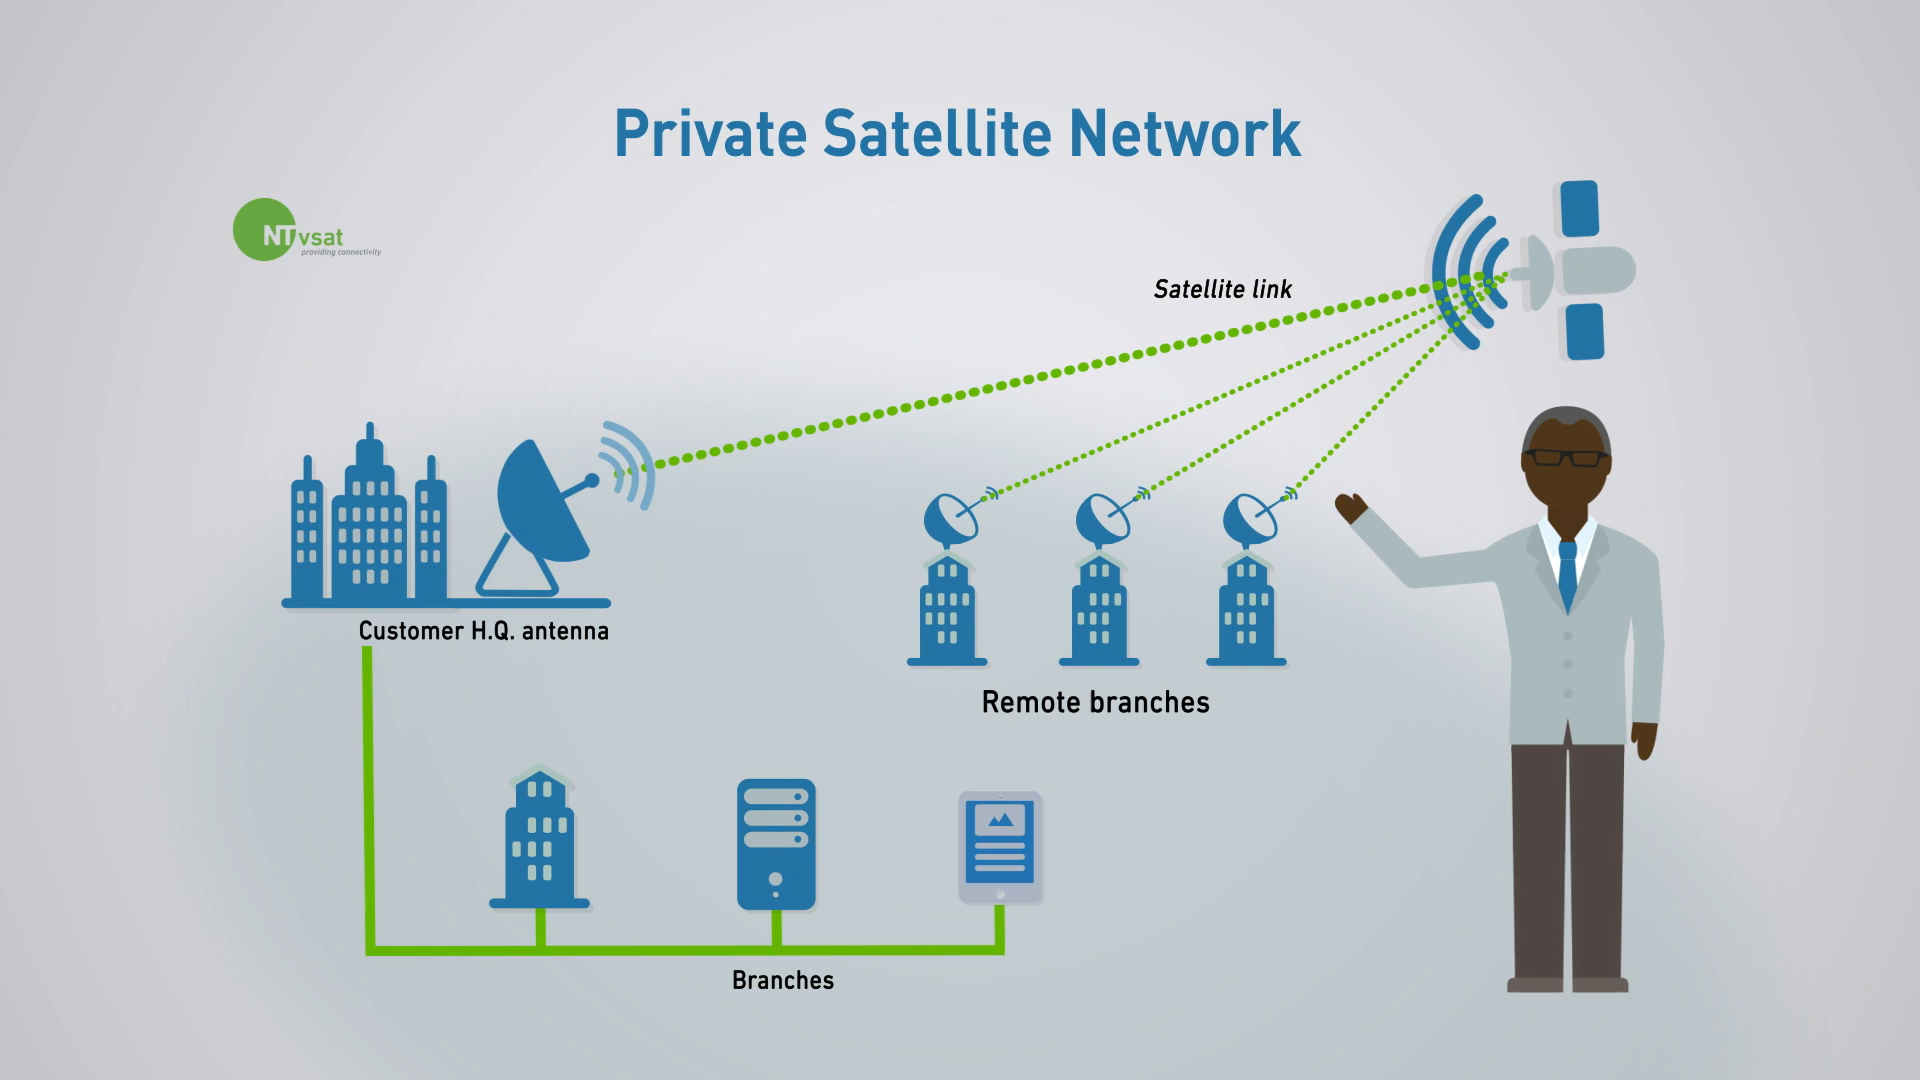 Private Satellite Network
NTvsat
providing connectivity
Satellite link
Customer H.Q. antenna
Remote branches
Branches